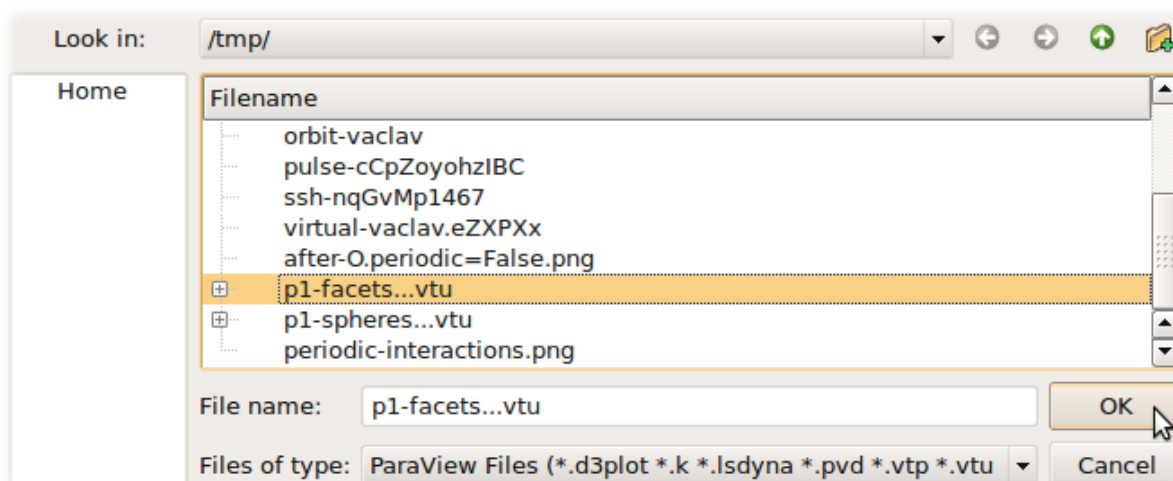 Look in: /tmp/
Home
Filename
orbit-vaclav
pulse-cCpZoyohzIBC
ssh-nqGvMp1467
virtual-vaclav.eZXPXx
after-O.periodic=False.png
p1-facets...vtu
p1-spheres...vtu
periodic-interactions.png
File name: p1-facets...vtu OK
Files of type: ParaView Files (*.d3plot *.k *.lsdyna *.pvd *.vtp *.vtu Cancel